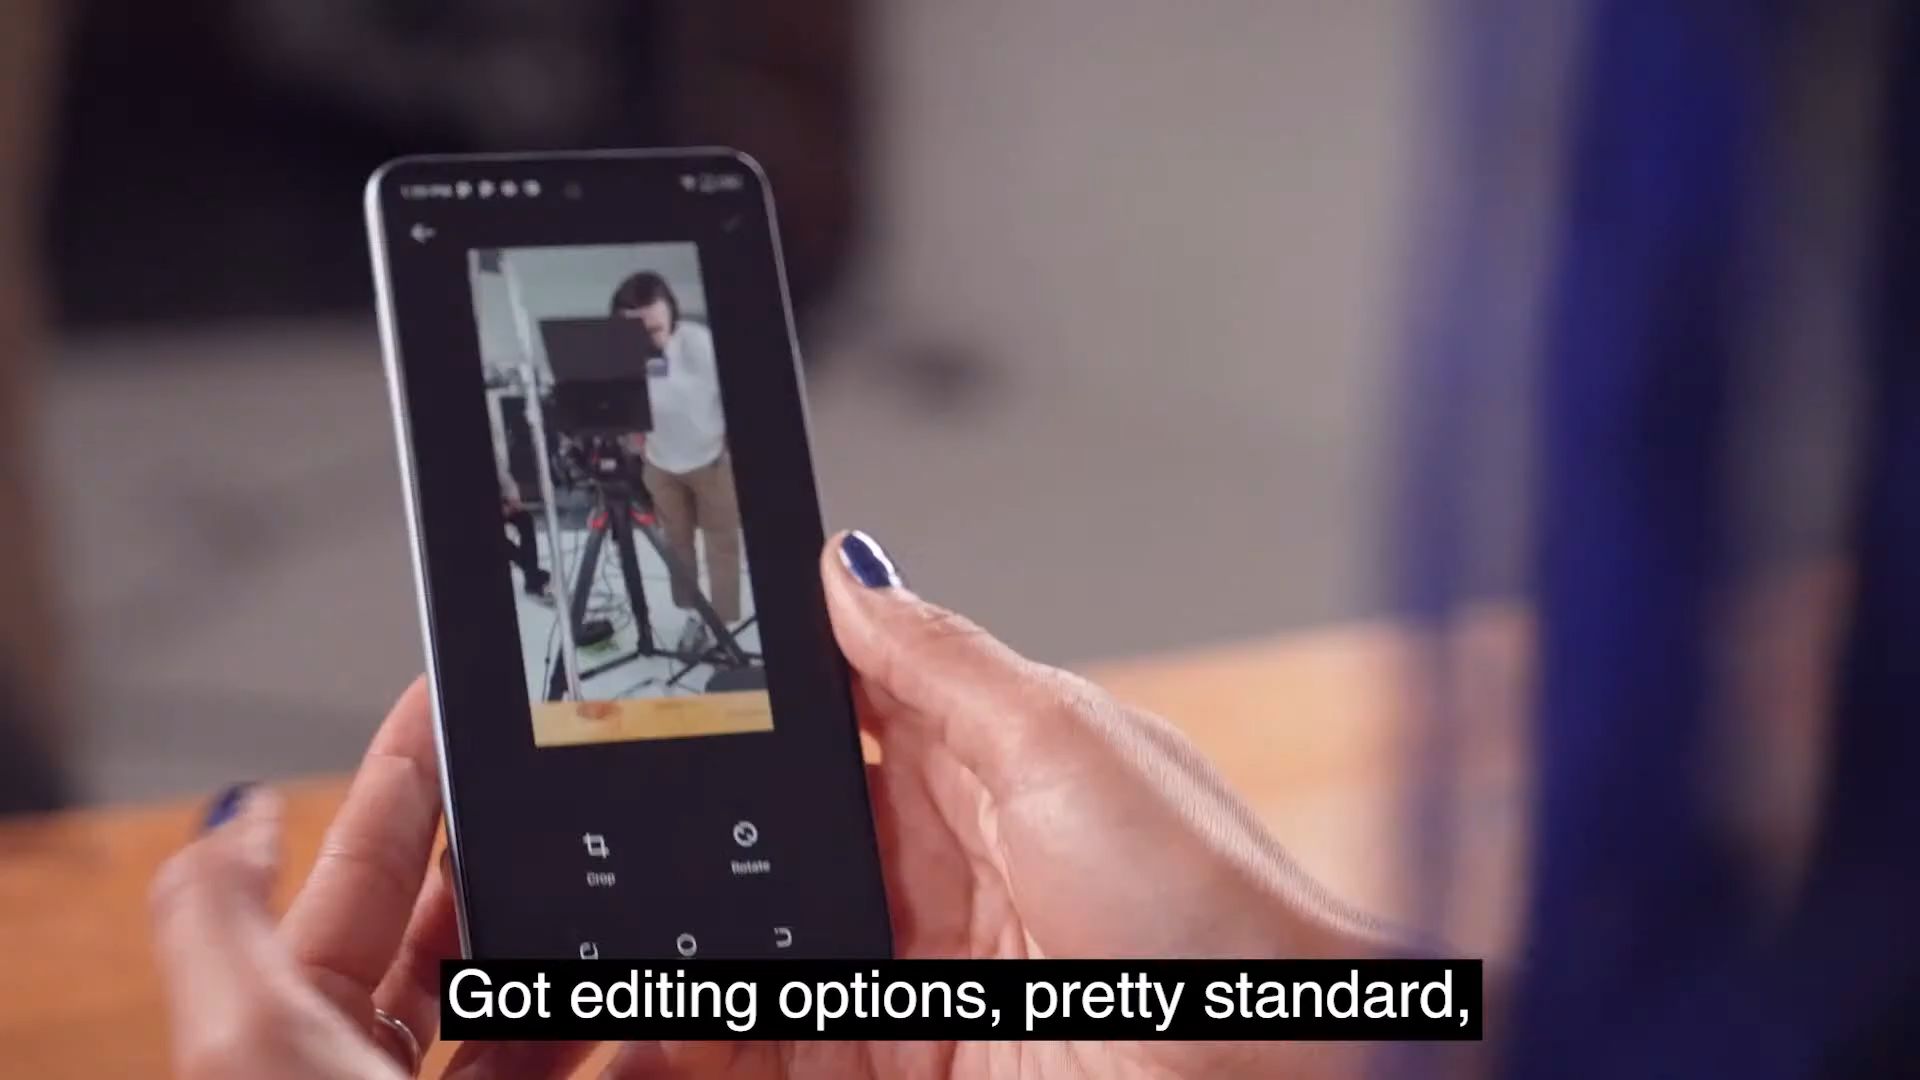 Crop
Rotate
Got editing options, pretty standard,